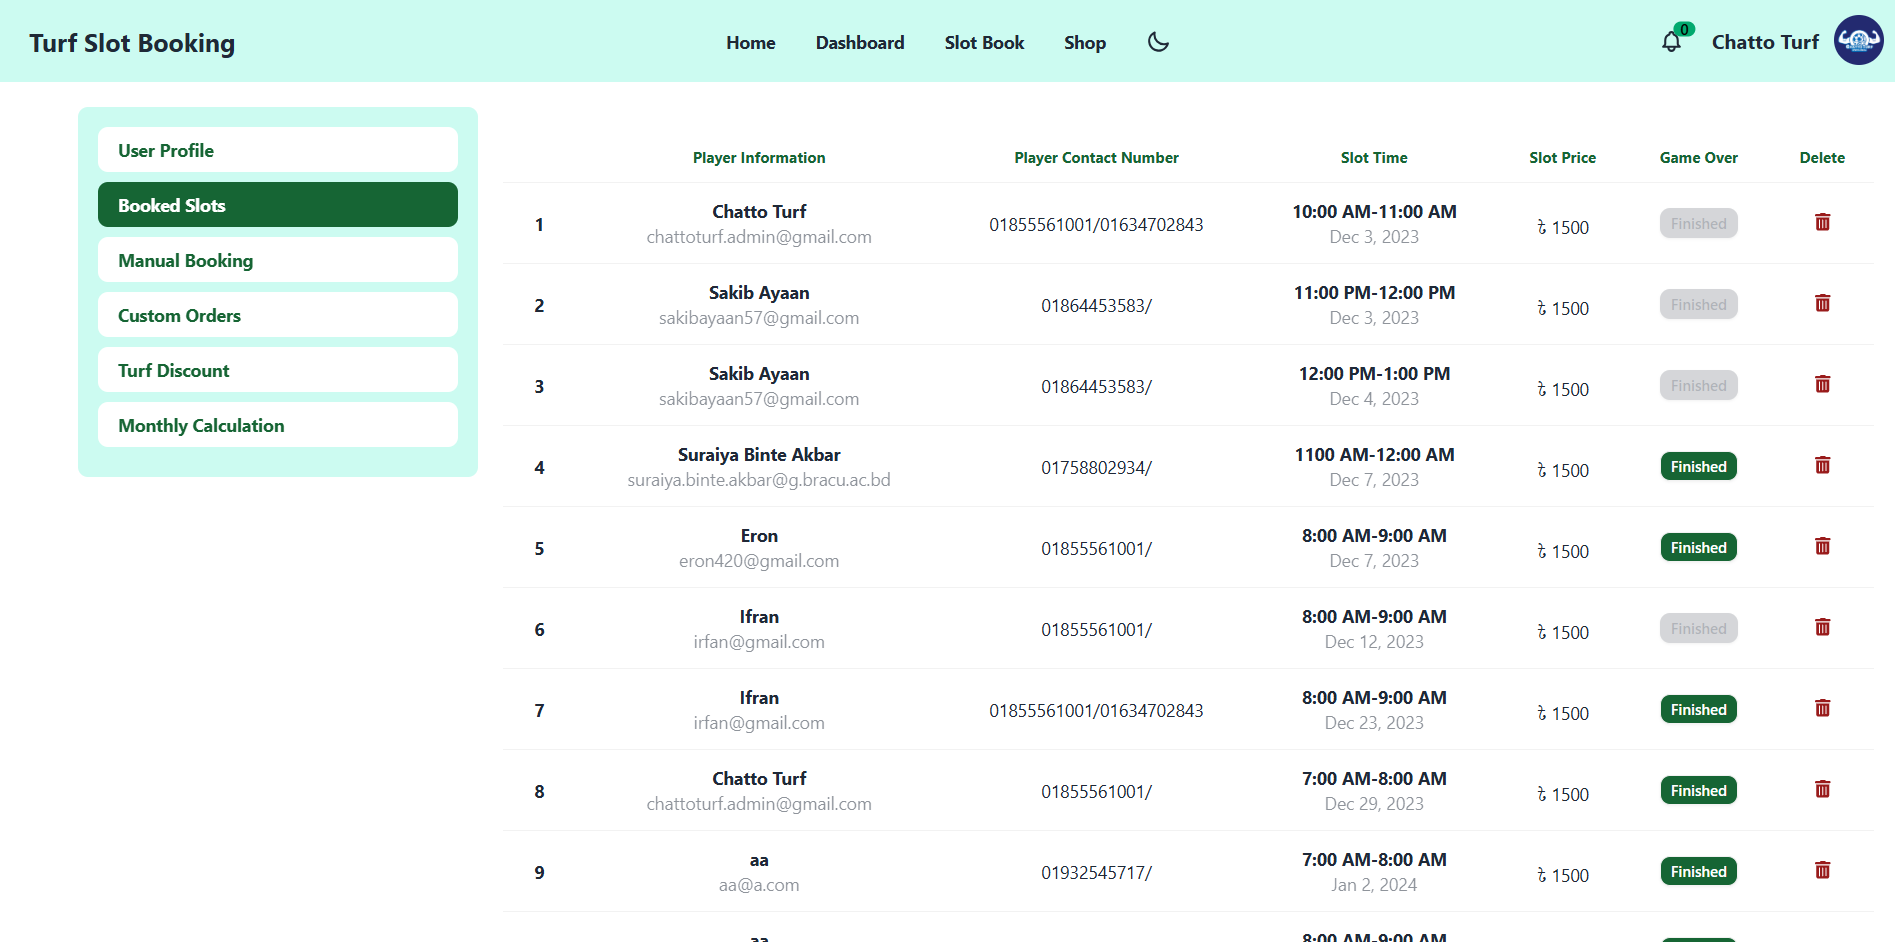 Turf Slot Booking
Home Dashboard Slot Book Shop
0
Chatto Turf
User Profile
Booked Slots
Manual Booking
Custom Orders
Turf Discount
Monthly Calculation
Player Information Player Contact Number Slot Time Slot Price Game Over Delete
1 Chatto Turf 01855561001/01634702843 10:00 AM-11:00 AM ৳ 1500 Finished
chattoturf.admin@gmail.com Dec 3, 2023
2 Sakib Ayaan 01864453583/ 11:00 PM-12:00 PM ৳ 1500 Finished
sakibayaan57@gmail.com Dec 3, 2023
3 Sakib Ayaan 01864453583/ 12:00 PM-1:00 PM ৳ 1500 Finished
sakibayaan57@gmail.com Dec 4, 2023
4 Suraiya Binte Akbar 01758802934/ 1100 AM-12:00 AM ৳ 1500 Finished
suraiya.binte.akbar@g.bracu.ac.bd Dec 7, 2023
5 Eron 01855561001/ 8:00 AM-9:00 AM ৳ 1500 Finished
eron420@gmail.com Dec 7, 2023
6 Ifran 01855561001/ 8:00 AM-9:00 AM ৳ 1500 Finished
irfan@gmail.com Dec 12, 2023
7 Ifran 01855561001/01634702843 8:00 AM-9:00 AM ৳ 1500 Finished
irfan@gmail.com Dec 23, 2023
8 Chatto Turf 01855561001/ 7:00 AM-8:00 AM ৳ 1500 Finished
chattoturf.admin@gmail.com Dec 29, 2023
9 aa 01932545717/ 7:00 AM-8:00 AM ৳ 1500 Finished
aa@a.com Jan 2, 2024
aa 8:00 AM-9:00 AM